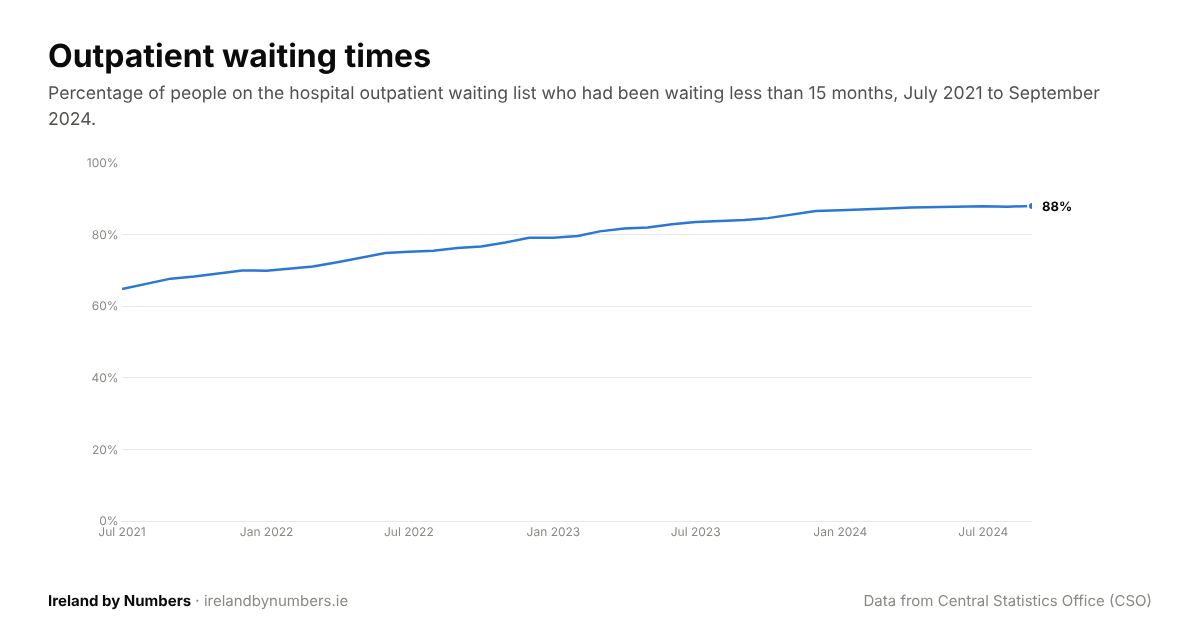 Outpatient waiting times
Percentage of people on the hospital outpatient waiting list who had been waiting less than 15 months, July 2021 to September
2024.
100%
88%
80%
60%
40%
20%
0%
Jul 2021 Jan 2022 Jul 2022 Jan 2023 Jul 2023 Jan 2024 Jul 2024
Ireland by Numbers · irelandbynumbers.ie Data from Central Statistics Office (CSO)